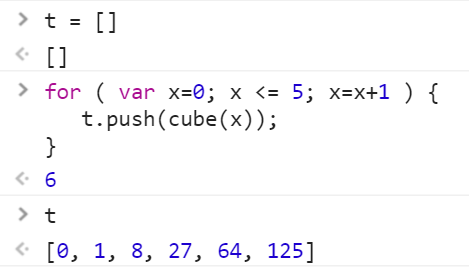 > t = []
<· []
> for ( var x=0; x <= 5; x=x+1 ) {
t.push(cube(x));
}
<· 6
> t
<· [0, 1, 8, 27, 64, 125]